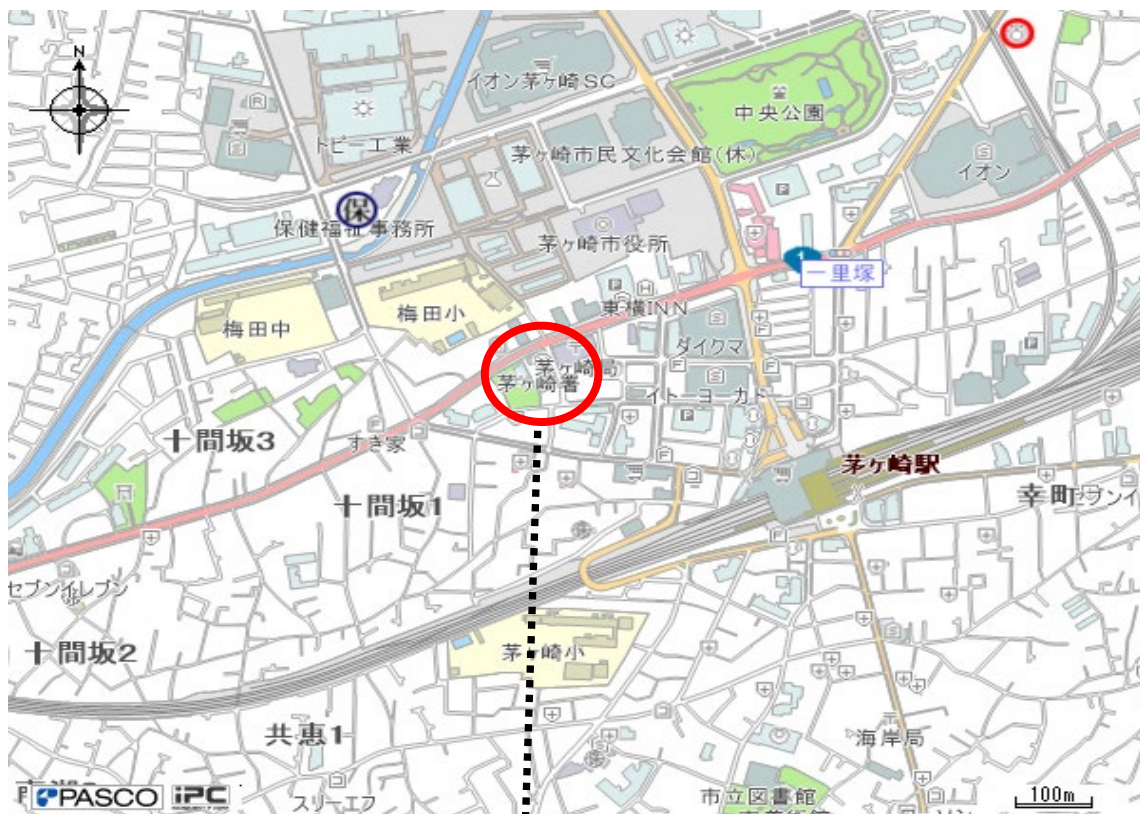 N
イオン茅ヶ崎SC
中央公園
トピー工業
茅ヶ崎市民文化会館(休)
イオン
保
保健福祉事務所
茅ヶ崎市役所
1
一里塚
梅田中
梅田小
東横INN
ダイクマ
茅ヶ崎局
茅ヶ崎署
イトーヨーカドー
十間坂3
すき家
茅ヶ崎駅
十間坂1
幸町
セブンイ
セブンイレブン
十間坂2
茅ヶ崎小
共恵1
海岸局
PASCO
iPC
スリーエフ
市立図書館
100m